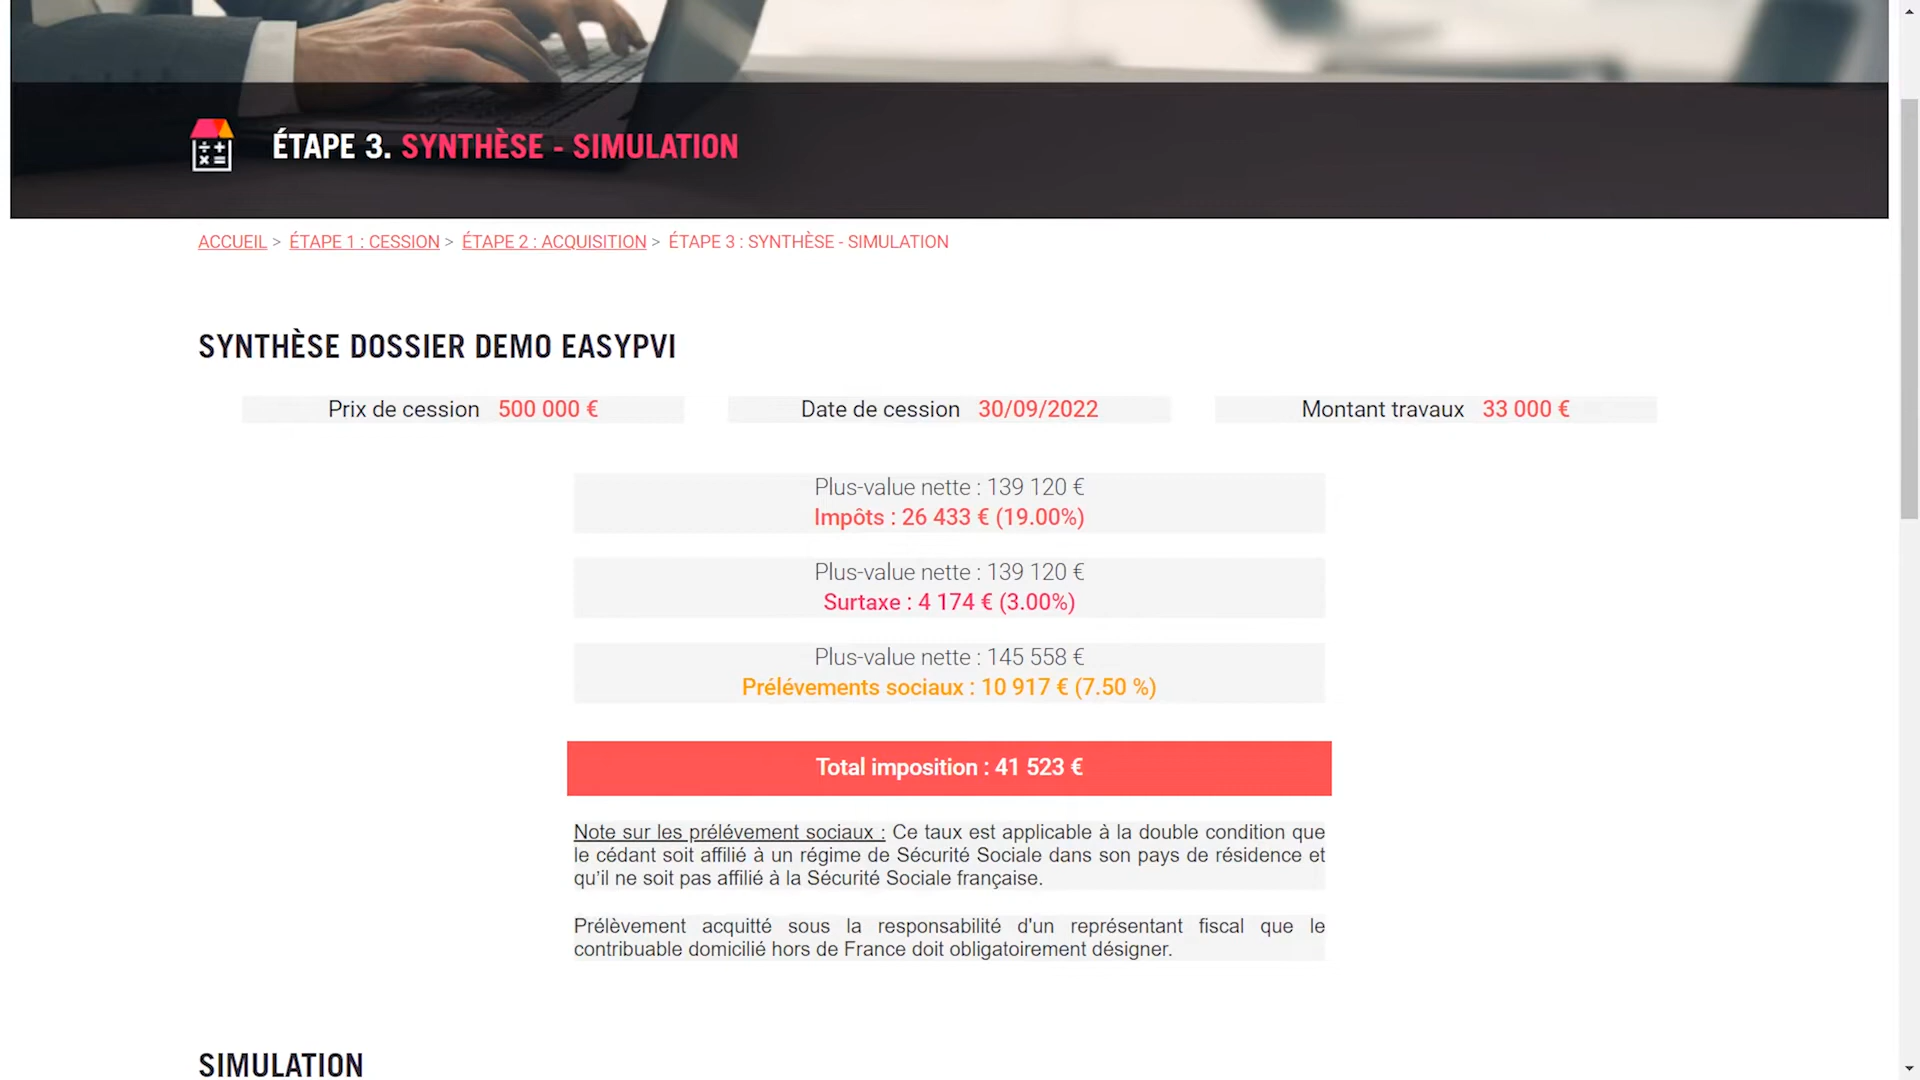 ÉTAPE 3. SYNTHÈSE - SIMULATION
ACCUEIL > ÉTAPE 1 : CESSION > ÉTAPE 2 : ACQUISITION > ÉTAPE 3 : SYNTHÈSE - SIMULATION
SYNTHÈSE DOSSIER DEMO EASYPVI
Prix de cession 500 000 € Date de cession 30/09/2022 Montant travaux 33 000 €
Plus-value nette : 139 120 €
Impôts : 26 433 € (19.00%)
Plus-value nette : 139 120 €
Surtaxe : 4 174 € (3.00%)
Plus-value nette : 145 558 €
Prélévements sociaux : 10 917 € (7.50 %)
Total imposition : 41 523 €
Note sur les prélévement sociaux : Ce taux est applicable à la double condition que
le cédant soit affilié à un régime de Sécurité Sociale dans son pays de résidence et
qu’il ne soit pas affilié à la Sécurité Sociale française.
Prélèvement acquitté sous la responsabilité d'un représentant fiscal que le
contribuable domicilié hors de France doit obligatoirement désigner.
SIMULATION